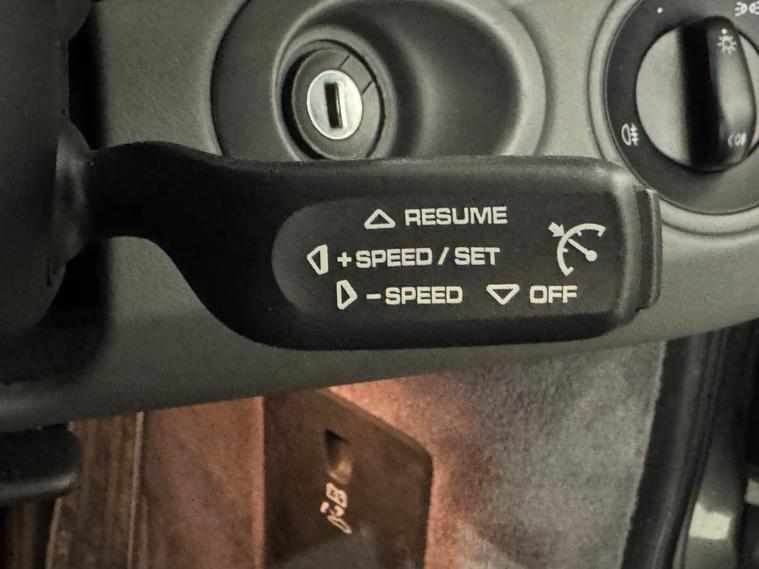 RESUME
+SPEED / SET
-SPEED OFF